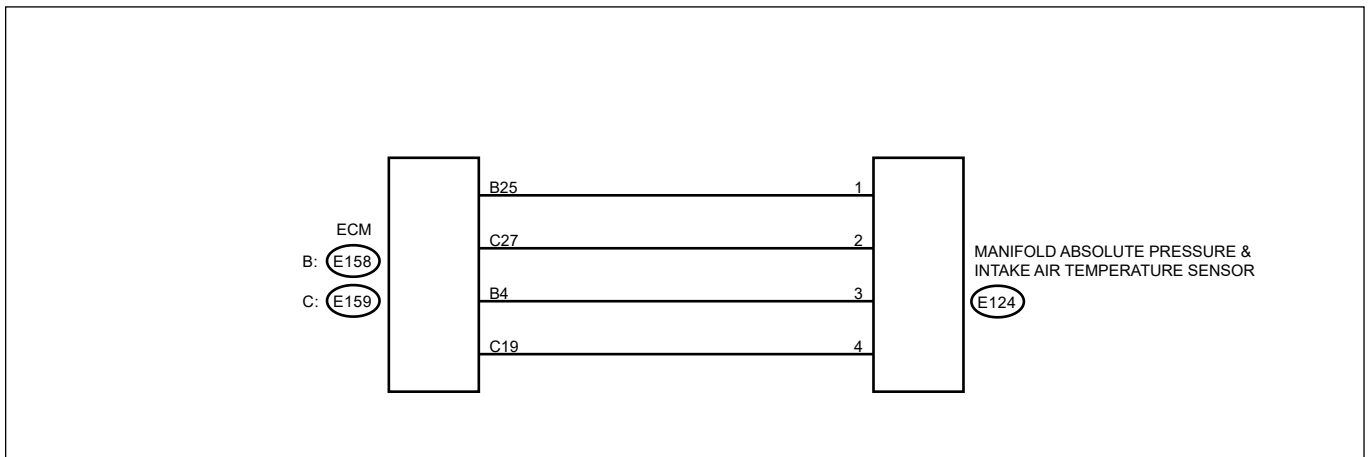 ECM
B: E158
C: E159
B25 1
C27 2
B4 3
C19 4
MANIFOLD ABSOLUTE PRESSURE &
INTAKE AIR TEMPERATURE SENSOR
E124